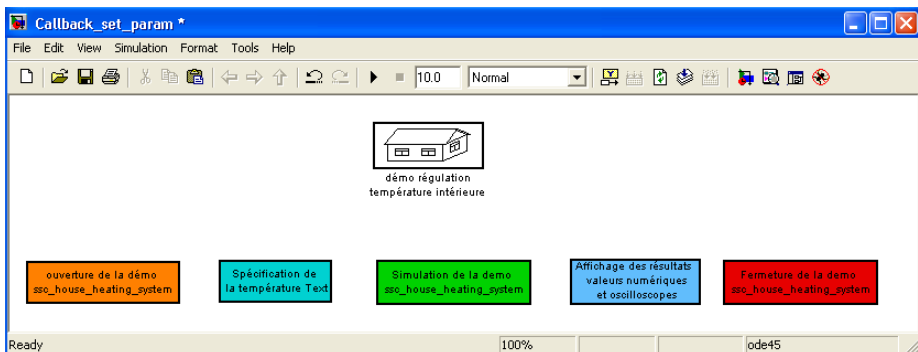 Callback_set_param *
File Edit View Simulation Format Tools Help
10.0 Normal
démo régulation
température intérieure
ouverture de la démo
ssc_house_heating_system
Spécification de
la température Text
Simulation de la demo
ssc_house_heating_system
Affichage des résultats
valeurs numériques
et oscilloscopes
Fermeture de la demo
ssc_house_heating_system
Ready 100% ode45